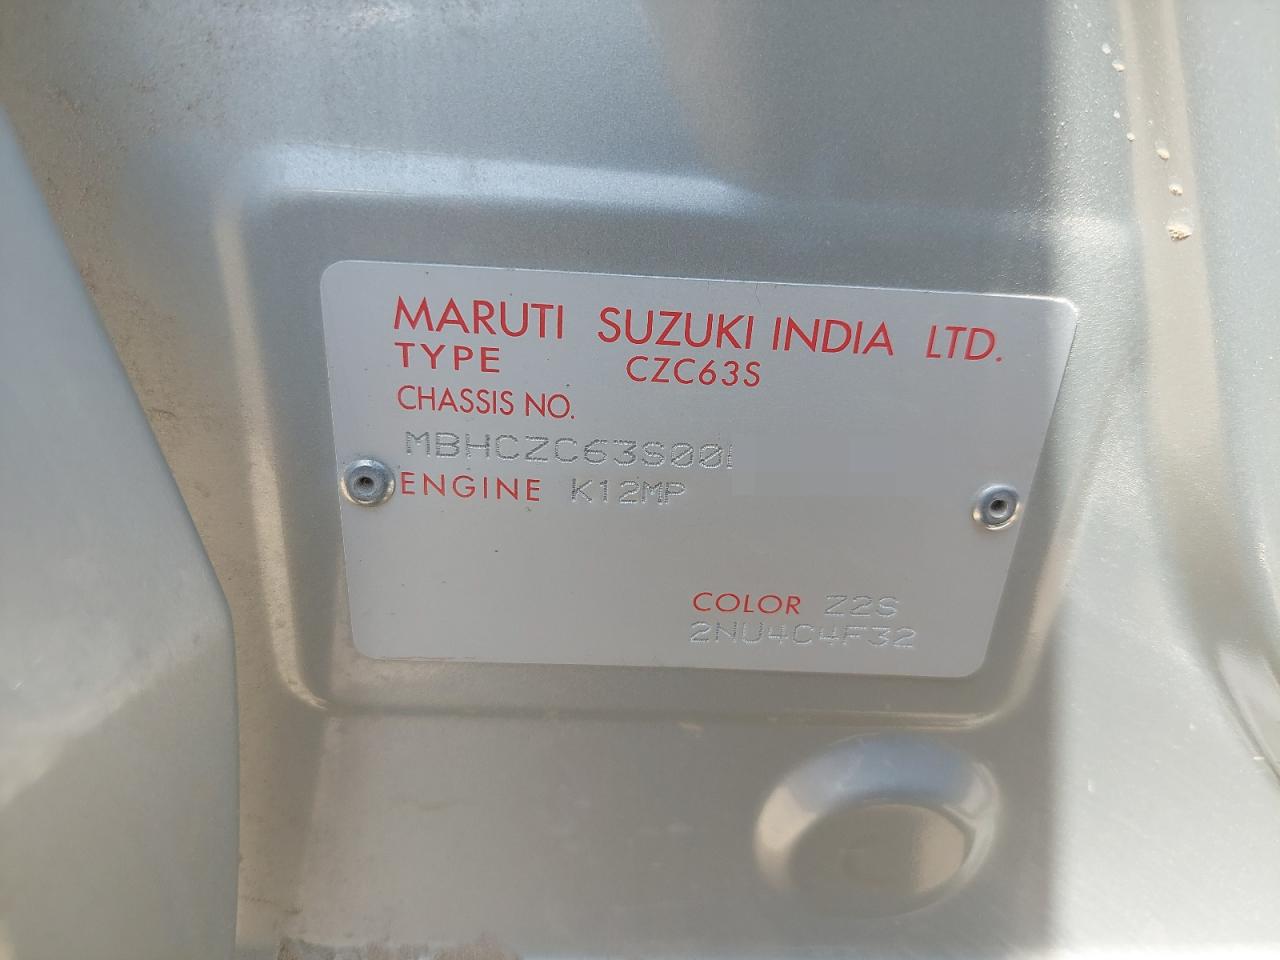 MARUTI SUZUKI INDIA LTD.
TYPE CZC63S
CHASSIS NO.
MBHCZC63S00
ENGINE K12MP
COLOR Z2S
2NU4C4F32